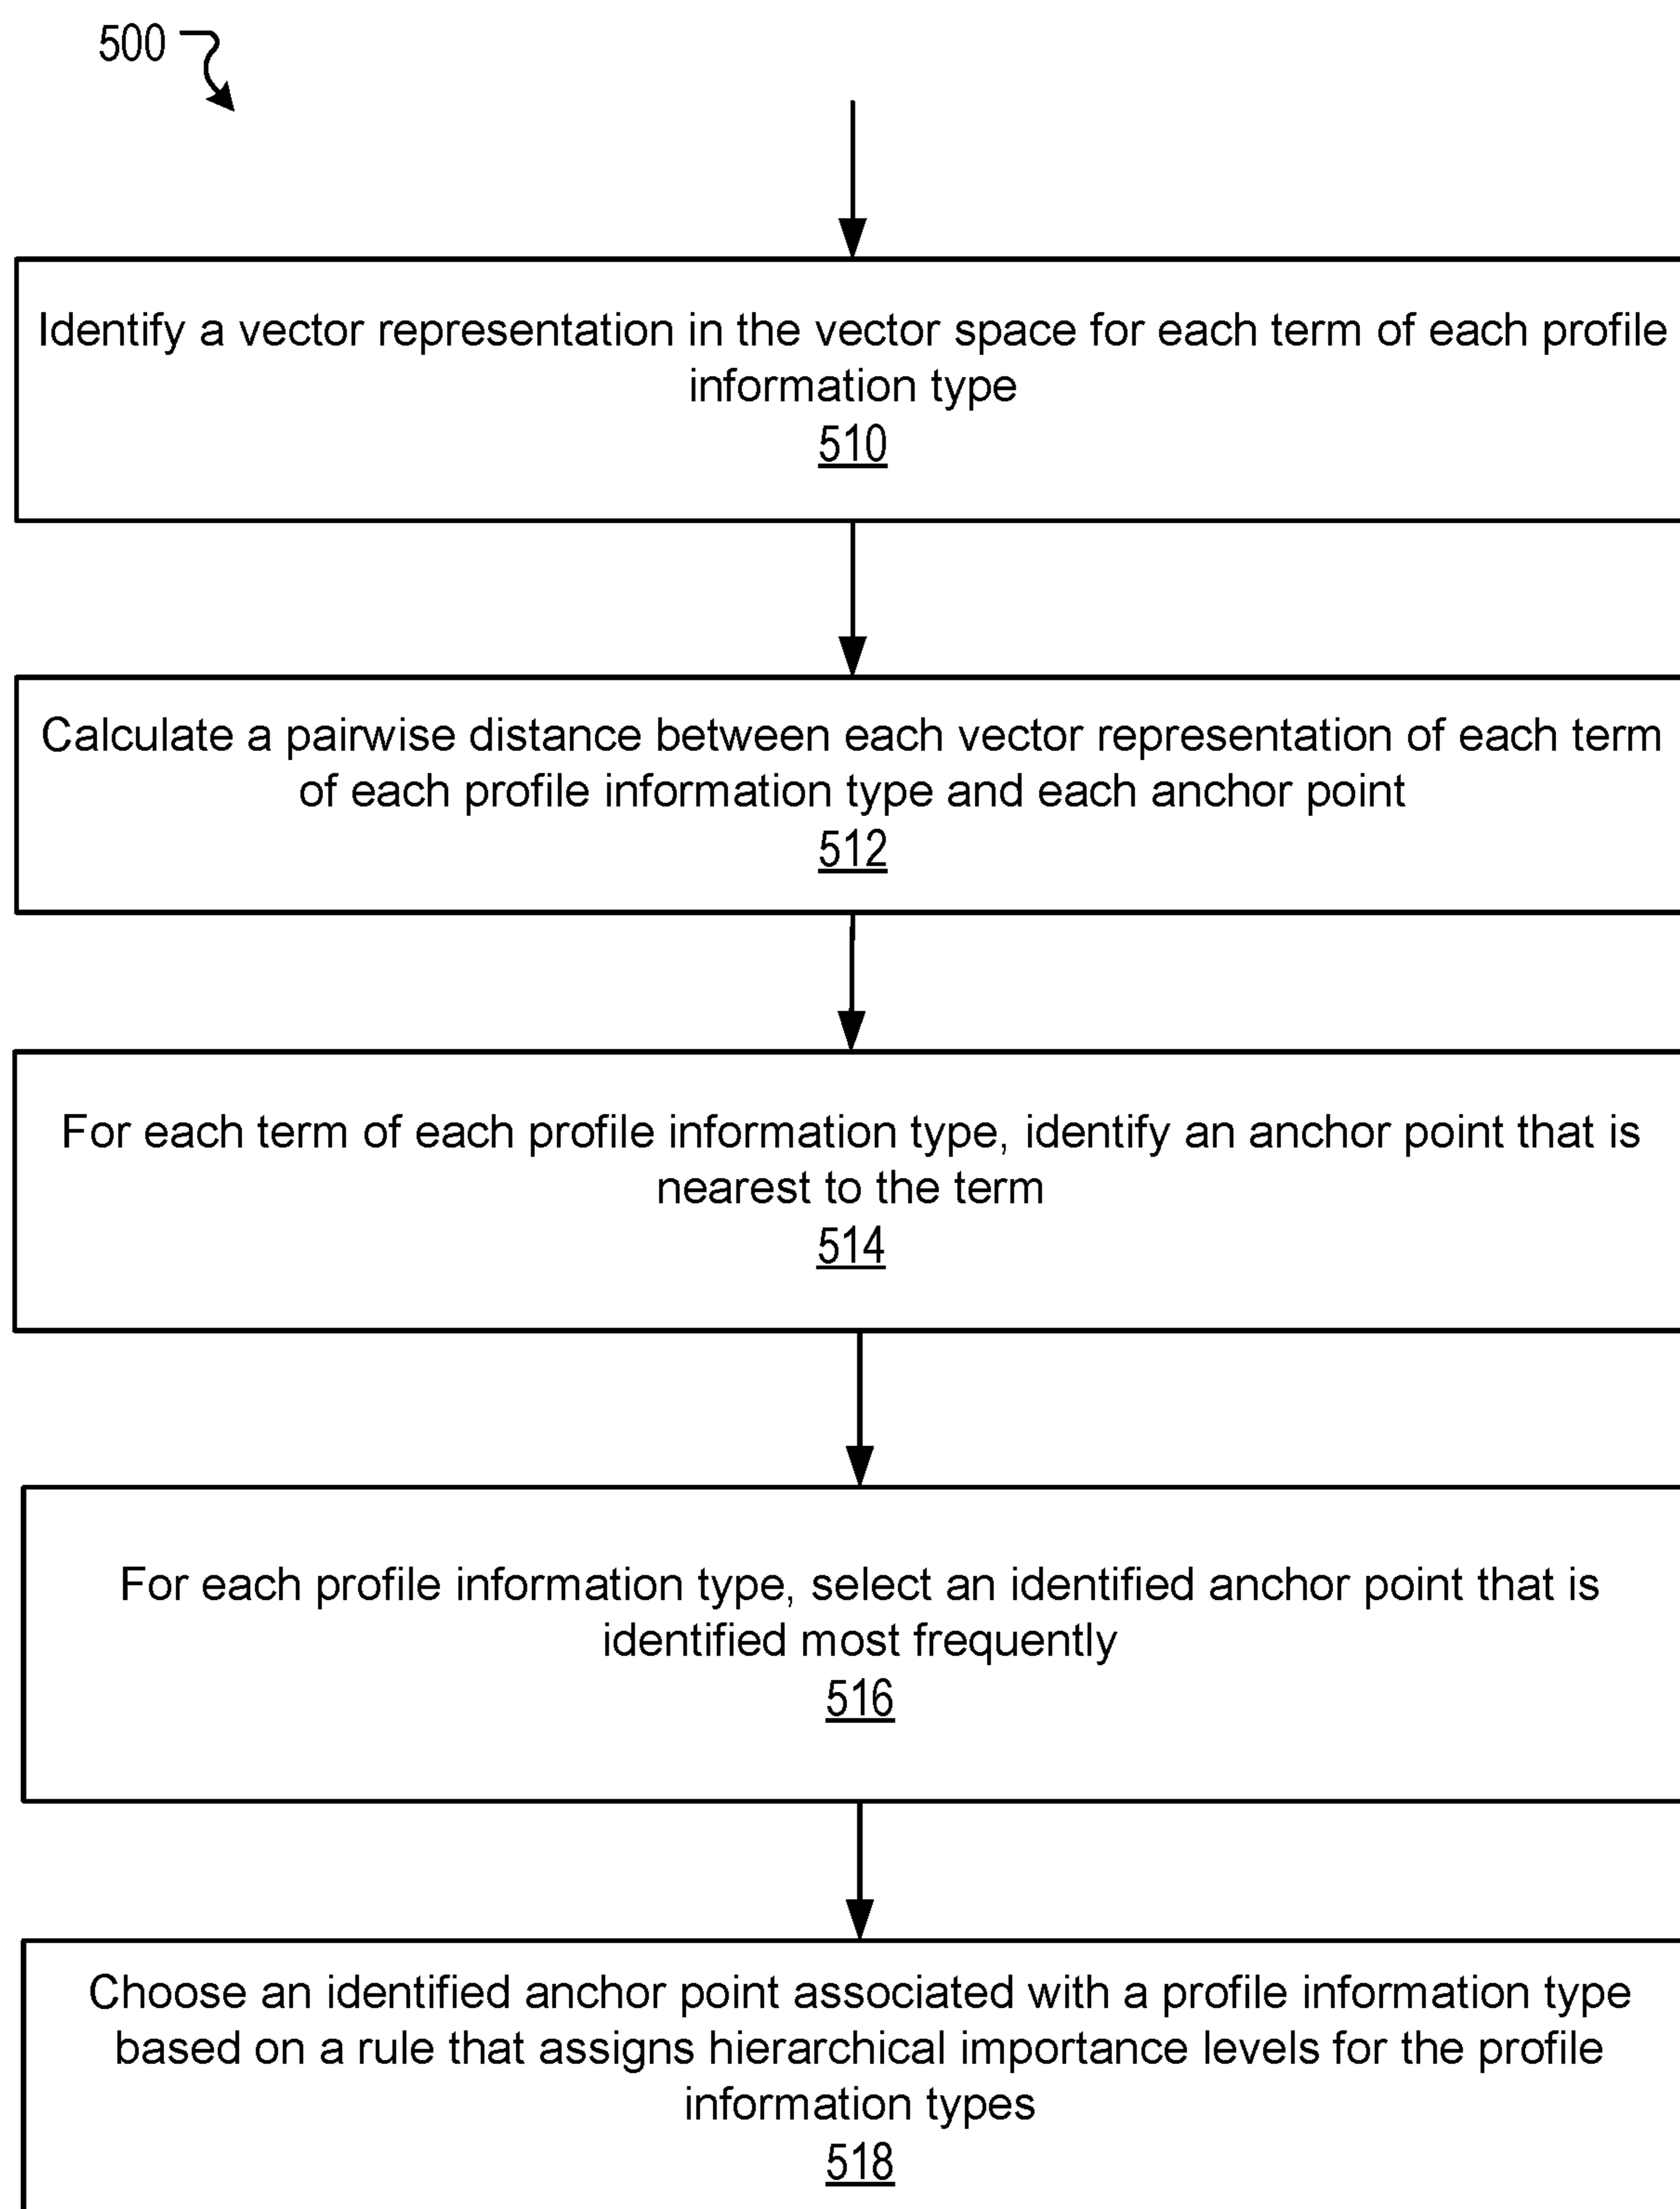 500
Identify a vector representation in the vector space for each term of each profile
information type
510
Calculate a pairwise distance between each vector representation of each term
of each profile information type and each anchor point
512
For each term of each profile information type, identify an anchor point that is
nearest to the term
514
For each profile information type, select an identified anchor point that is
identified most frequently
516
Choose an identified anchor point associated with a profile information type
based on a rule that assigns hierarchical importance levels for the profile
information types
518